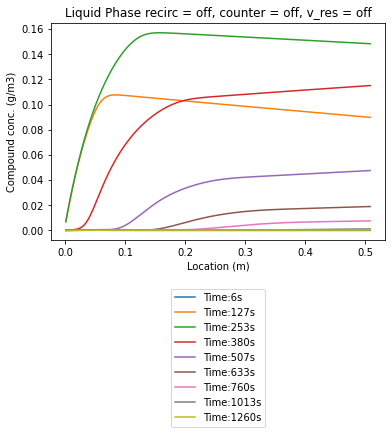 Liquid Phase recirc = off, counter = off, v_res = off
0.16
0.14
0.12
0.10
0.08
0.06
0.04
0.02
0.00
Compound conc. (g/m3)
0.0 0.1 0.2 0.3 0.4 0.5
Location (m)
Time:6s
Time:127s
Time:253s
Time:380s
Time:507s
Time:633s
Time:760s
Time:1013s
Time:1260s